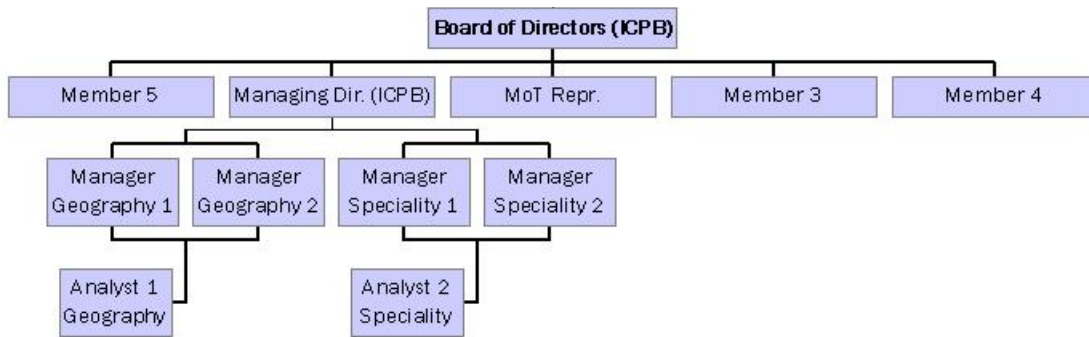 Board of Directors (ICPB)
Member 5
Managing Dir. (ICPB)
MoT Repr.
Member 3
Member 4
Manager
Geography 1
Manager
Geography 2
Manager
Speciality 1
Manager
Speciality 2
Analyst 1
Geography
Analyst 2
Speciality